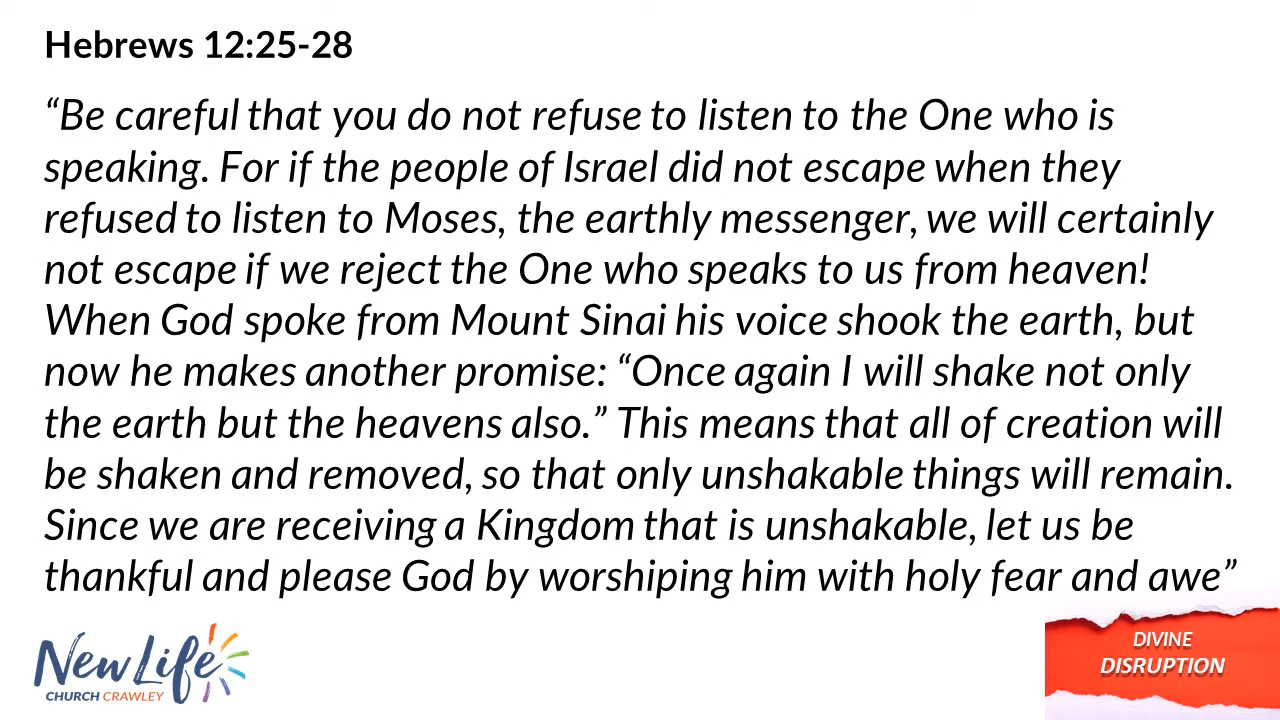 Hebrews 12:25-28
“Be careful that you do not refuse to listen to the One who is
speaking. For if the people of Israel did not escape when they
refused to listen to Moses, the earthly messenger, we will certainly
not escape if we reject the One who speaks to us from heaven!
When God spoke from Mount Sinai his voice shook the earth, but
now he makes another promise: “Once again I will shake not only
the earth but the heavens also.” This means that all of creation will
be shaken and removed, so that only unshakable things will remain.
Since we are receiving a Kingdom that is unshakable, let us be
thankful and please God by worshiping him with holy fear and awe”
New Life
CHURCH CRAWLEY
DIVINE
DISRUPTION